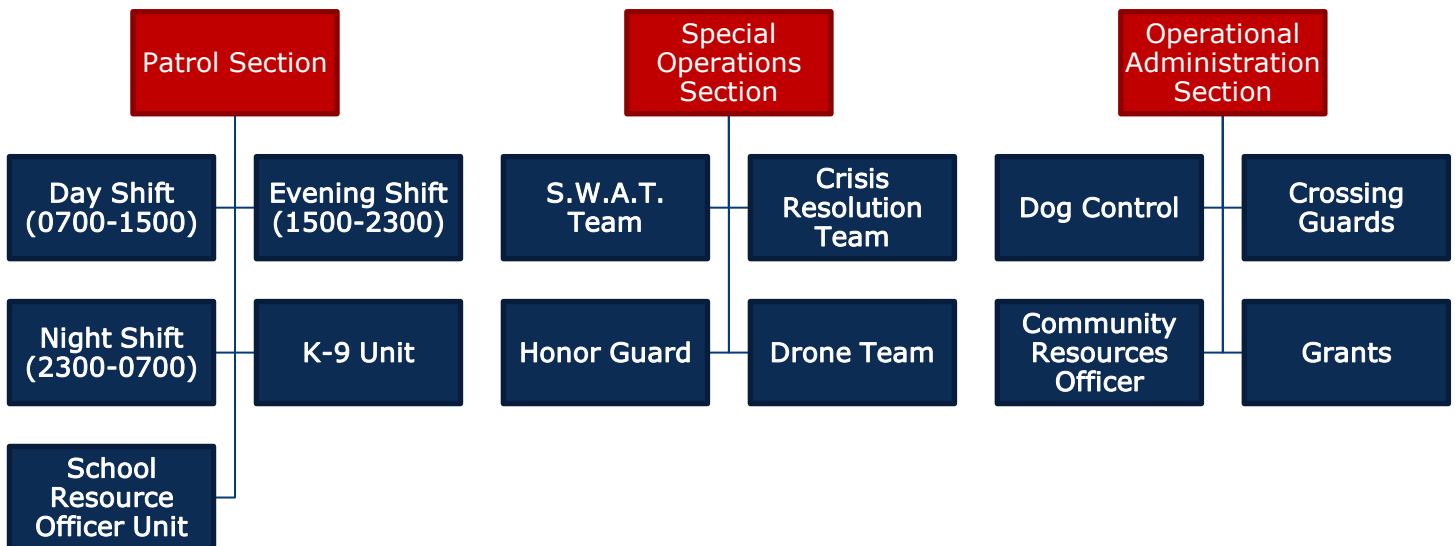 Patrol Section
Special
Operations
Section
Operational
Administration
Section
Day Shift
(0700-1500)
Evening Shift
(1500-2300)
S.W.A.T.
Team
Crisis
Resolution
Team
Dog Control
Crossing
Guards
Night Shift
(2300-0700)
K-9 Unit
Honor Guard
Drone Team
Community
Resources
Officer
Grants
School
Resource
Officer Unit